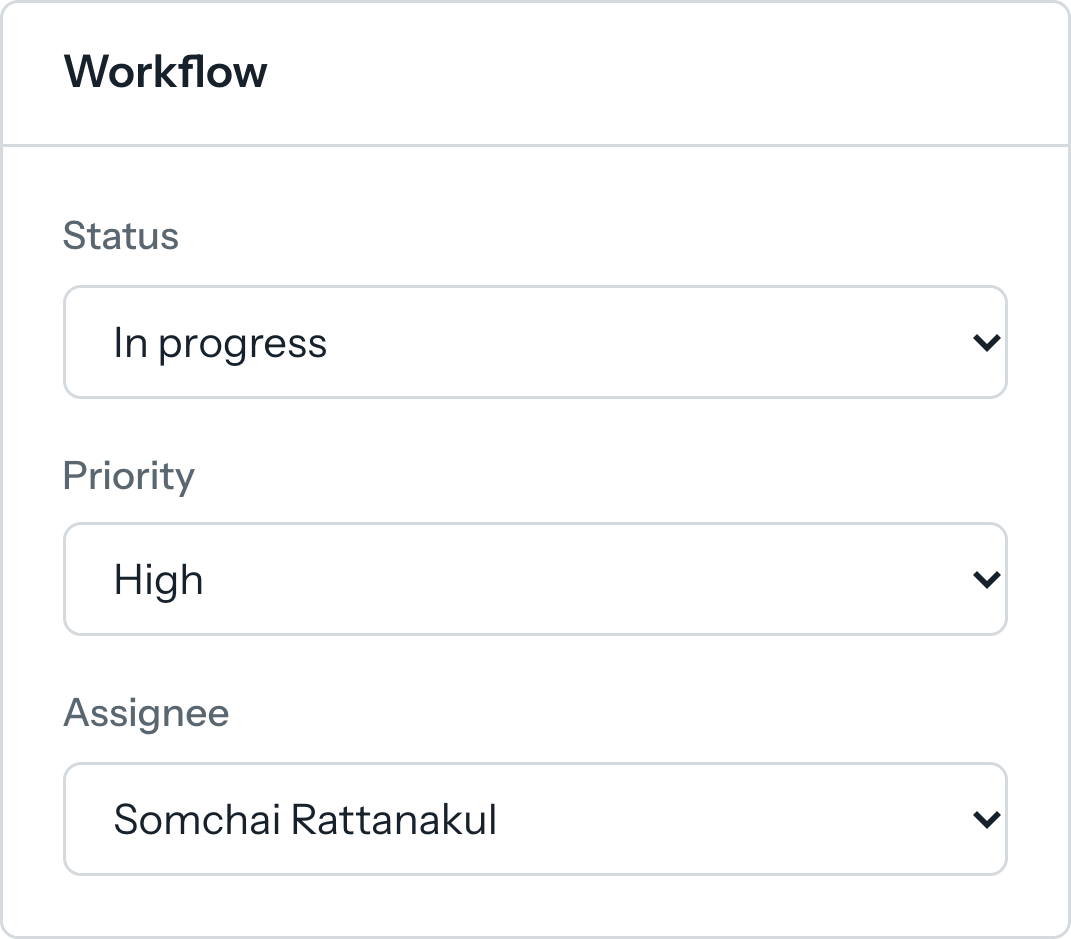 Workflow
Status
In progress
Priority
High
Assignee
Somchai Rattanakul